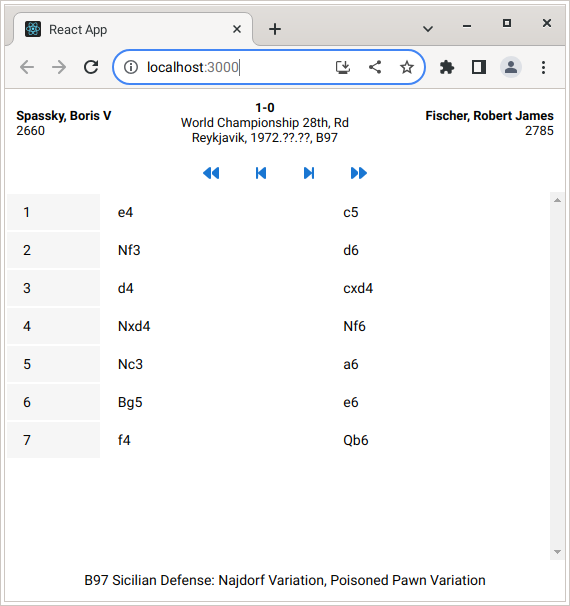 React App
localhost:3000
1-0
Spassky, Boris V
World Championship 28th, Rd
Fischer, Robert James
2660
Reykjavik, 1972.??.??, B97
2785
1 e4 c5
2 Nf3 d6
3 d4 cxd4
4 Nxd4 Nf6
5 Nc3 a6
6 Bg5 e6
7 f4 Qb6
B97 Sicilian Defense: Najdorf Variation, Poisoned Pawn Variation